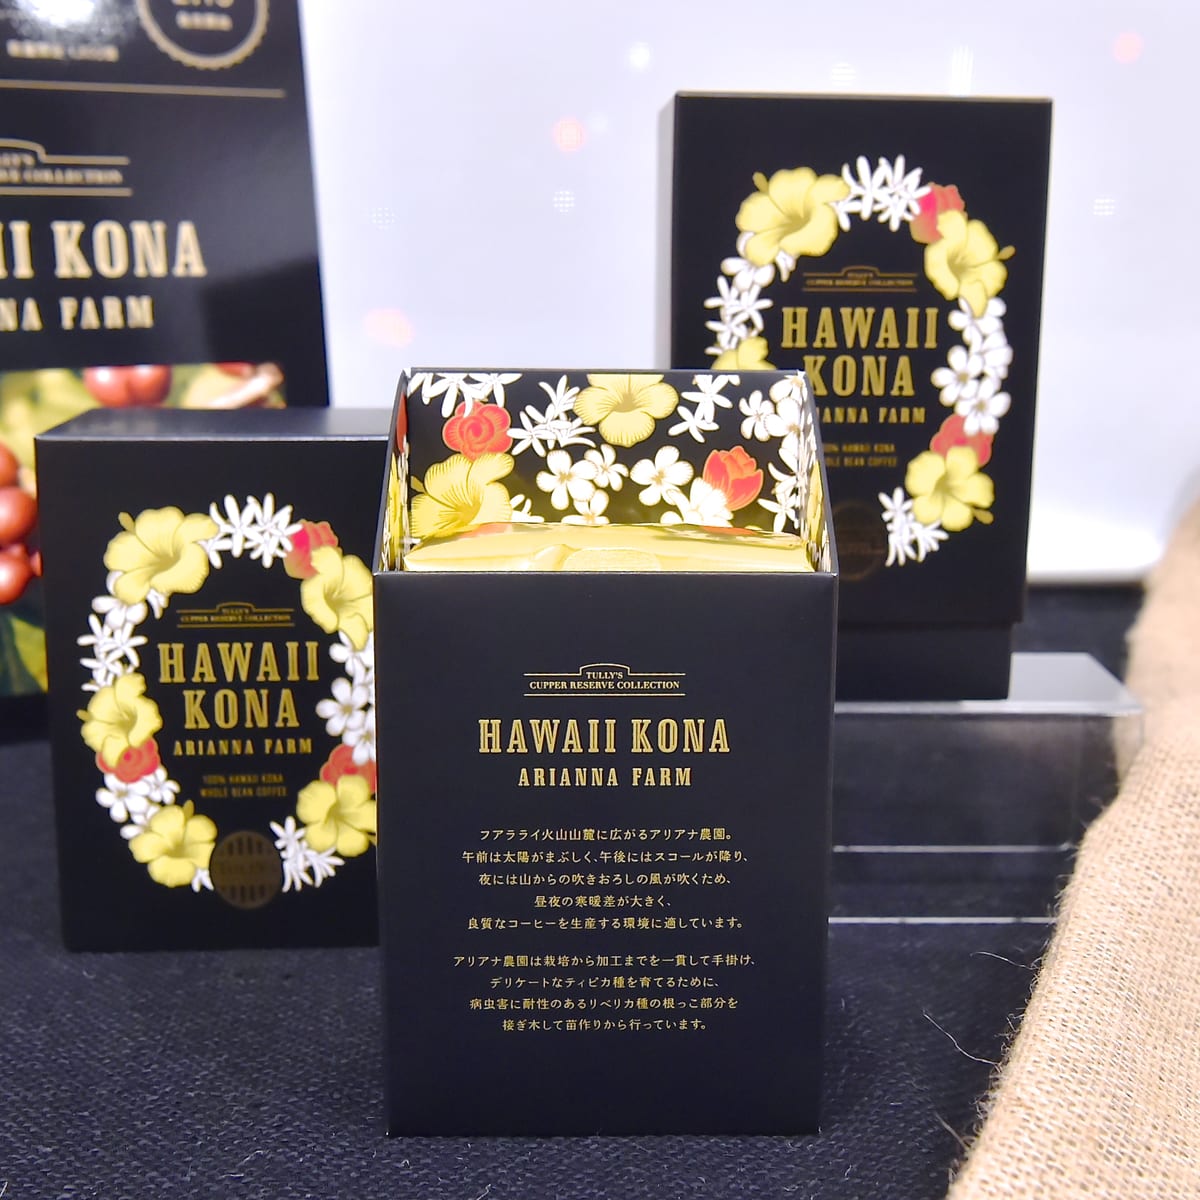 COLLECTION
KONA
FARM
TULLY'S
CUPPER RESERVE COLLECTION
HAWAII
KONA
ARIANNA FARM
100% HAWAII KONA
WHOLE BEAN COFFEE
TULLY'S
CUPPER RESERVE COLLECTION
HAWAII KONA
ARIANNA FARM
フアラライ火山山麓に広がるアリアナ農園。
午前は太陽がまぶしく、午後にはスコールが降り、
夜には山からの吹きおろしの風が吹くため、
昼夜の寒暖差が大きく、
良質なコーヒーを生産する環境に適しています。
アリアナ農園は栽培から加工までを一貫して手掛け、
デリケートなティピカ種を育てるために、
病虫害に耐性のあるリベリカ種の根っこ部分を
接ぎ木して苗作りから行っています。
TULLY'S
CUPPER RESERVE COLLECTION
HAWAII
KONA
FARM
HAWAII KONA
BEAN COFFEE